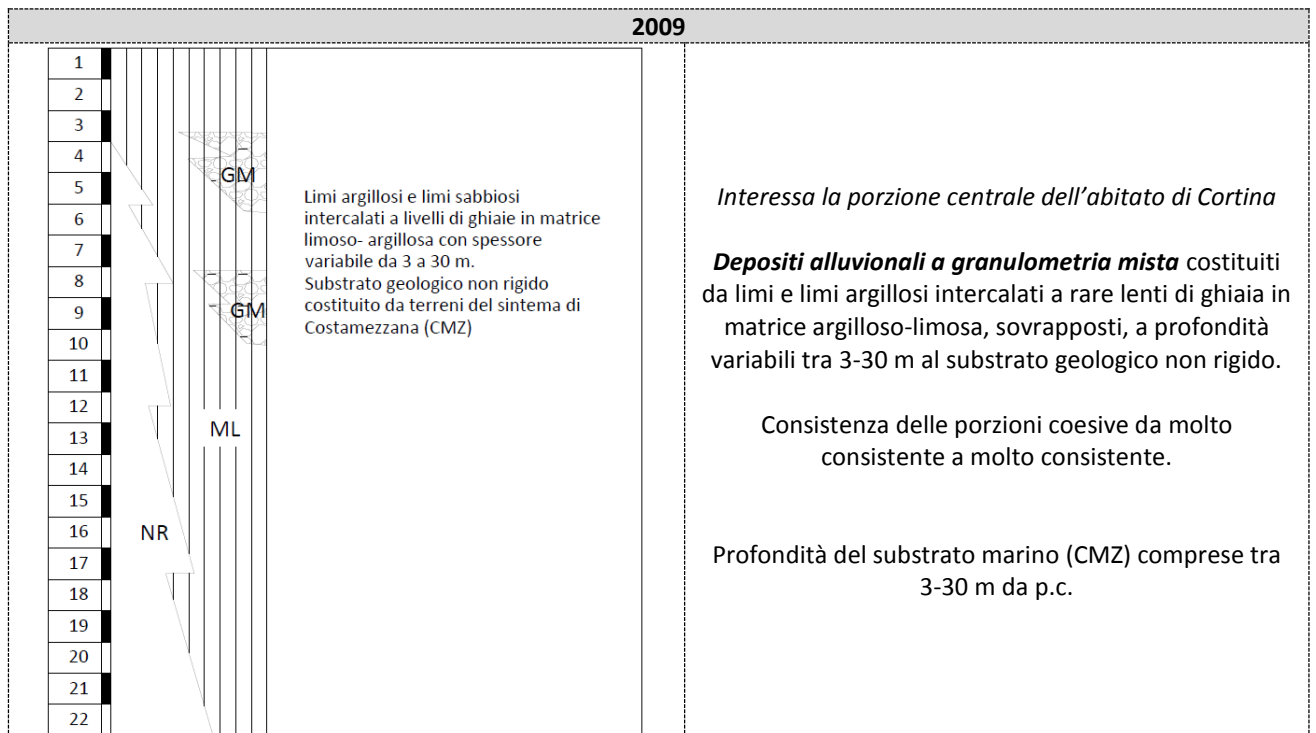 2009
1
2
3
4
5
6
7
8
9
10
11
12
13
14
15
16
17
18
19
20
21
22
GM
GM
ML
NR
Limi argillosi e limi sabbiosi
intercalati a livelli di ghiaie in matrice
limoso- argillosa con spessore
variabile da 3 a 30 m.
Substrato geologico non rigido
costituito da terreni del sintema di
Costamezzana (CMZ)
Interessa la porzione centrale dell’abitato di Cortina
Depositi alluvionali a granulometria mista costituiti
da limi e limi argillosi intercalati a rare lenti di ghiaia in
matrice argilloso-limosa, sovrapposti, a profondità
variabili tra 3-30 m al substrato geologico non rigido.
Consistenza delle porzioni coesive da molto
consistente a molto consistente.
Profondità del substrato marino (CMZ) comprese tra
3-30 m da p.c.